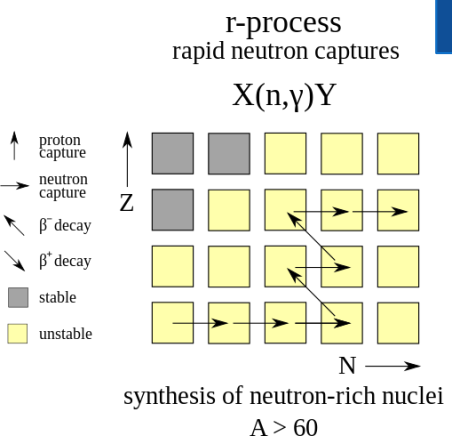 r-process
rapid neutron captures
X(n,γ)Y
proton
capture
neutron
capture
β⁻ decay
β⁺ decay
stable
unstable
Z
N
synthesis of neutron-rich nuclei
A > 60